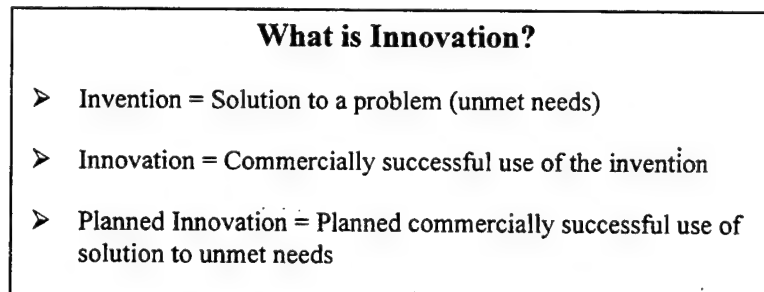 What is Innovation?
➢ Invention = Solution to a problem (unmet needs)
➢ Innovation = Commercially successful use of the invention
➢ Planned Innovation = Planned commercially successful use of
solution to unmet needs